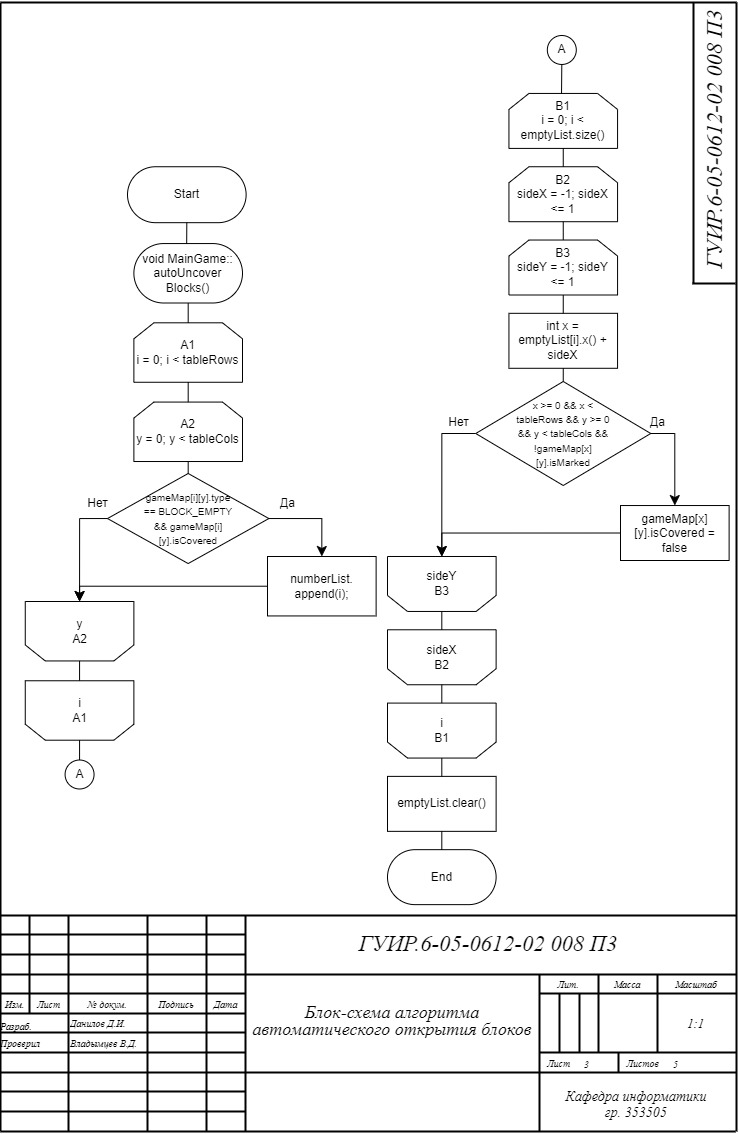 ГУИР.6-05-0612-02 008 ПЗ
Start
void MainGame::
autoUncover
Blocks()
A1
i = 0; i < tableRows
A2
y = 0; y < tableCols
Нет
Да
gameMap[i][y].type
== BLOCK_EMPTY
&& gameMap[i]
[y].isCovered
numberList.
append(i);
y
A2
i
A1
A
A
B1
i = 0; i <
emptyList.size()
B2
sideX = -1; sideX
<= 1
B3
sideY = -1; sideY
<= 1
int x =
emptyList[i].x() +
sideX
Нет
Да
x >= 0 && x <
tableRows && y >= 0
&& y < tableCols &&
!gameMap[x]
[y].isMarked
gameMap[x]
[y].isCovered =
false
sideY
B3
sideX
B2
i
B1
emptyList.clear()
End
ГУИР.6-05-0612-02 008 ПЗ
Изм. Лист № докум. Подпись Дата
Разраб. Данилов Д.И.
Проверил Владымцев В.Д.
Блок-схема алгоритма
автоматического открытия блоков
Лит. Масса Масштаб
1:1
Лист 3 Листов 5
Кафедра информатики
гр. 353505